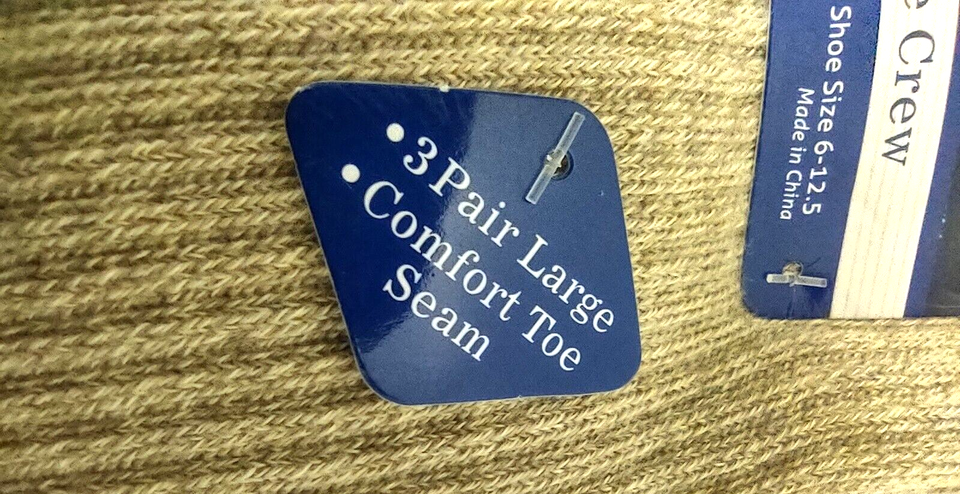 • 3 Pair Large
• Comfort Toe
Seam
e Crew
Shoe Size 6-12.5
Made in China